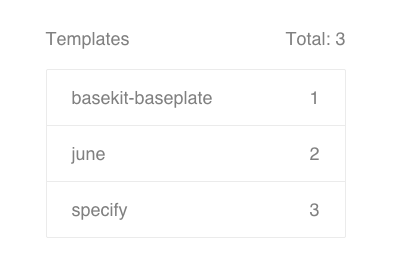 Templates Total: 3
basekit-baseplate 1
june 2
specify 3